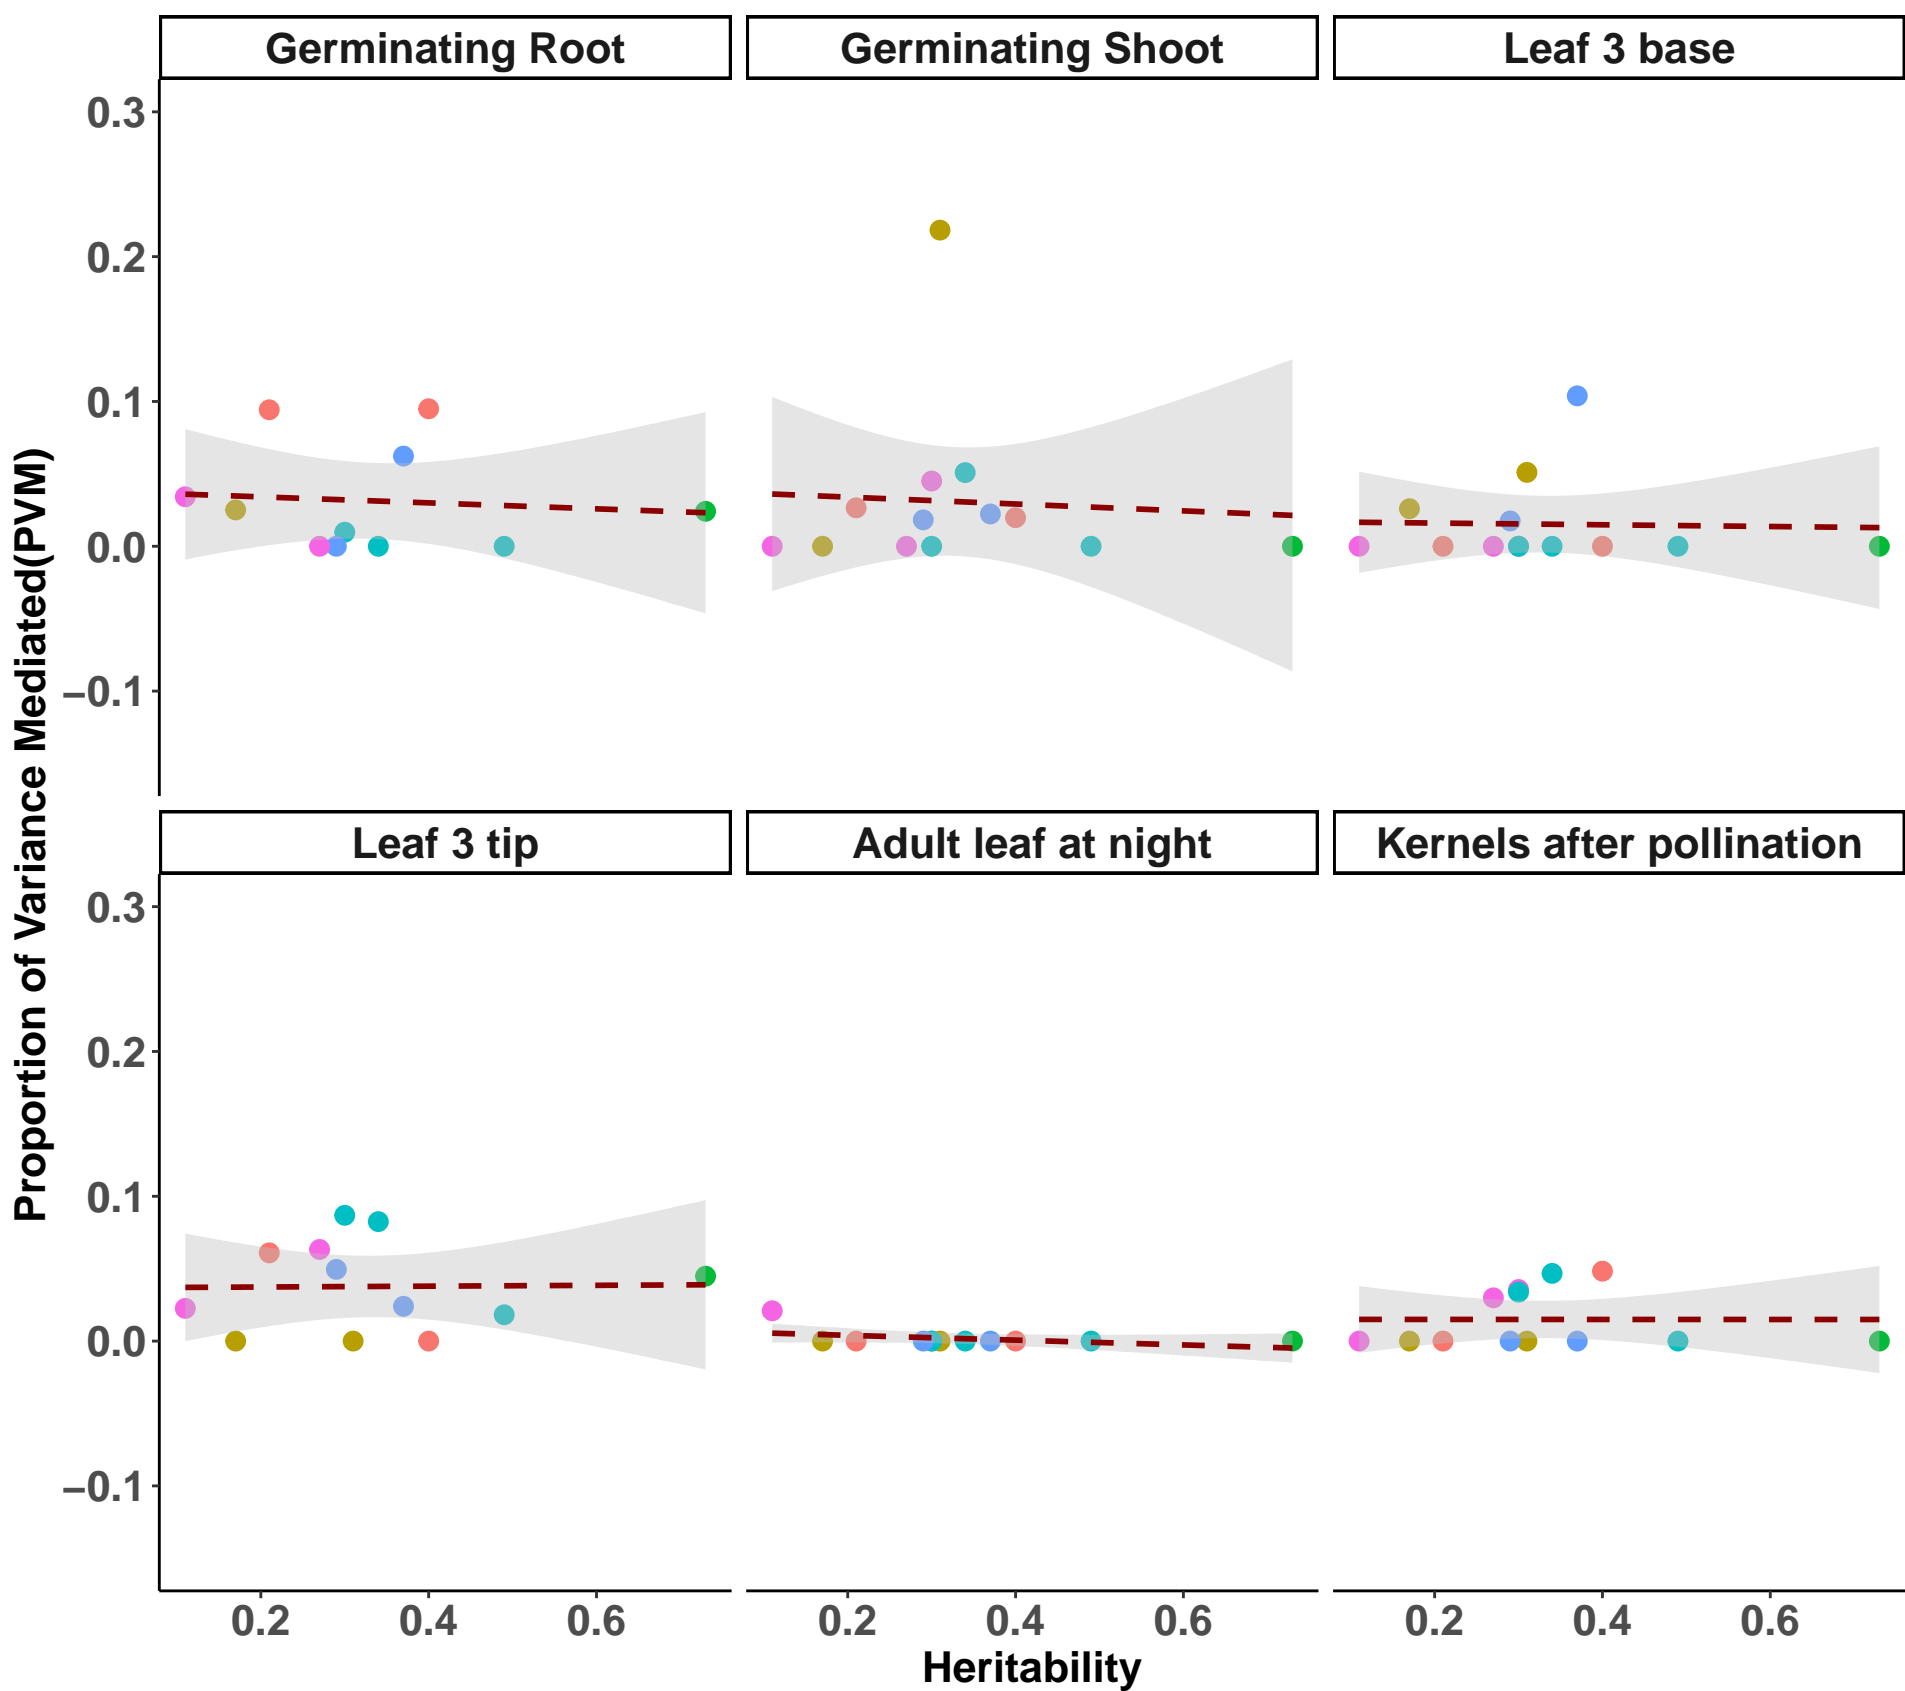 Germinating Root
Germinating Shoot
Leaf 3 base
0.3
0.2
0.1
0.0
−0.1
Proportion of Variance Mediated(PVM)
Leaf 3 tip
Adult leaf at night
Kernels after pollination
0.3
0.2
0.1
0.0
−0.1
0.2 0.4 0.6
0.2 0.4 0.6
0.2 0.4 0.6
Heritability